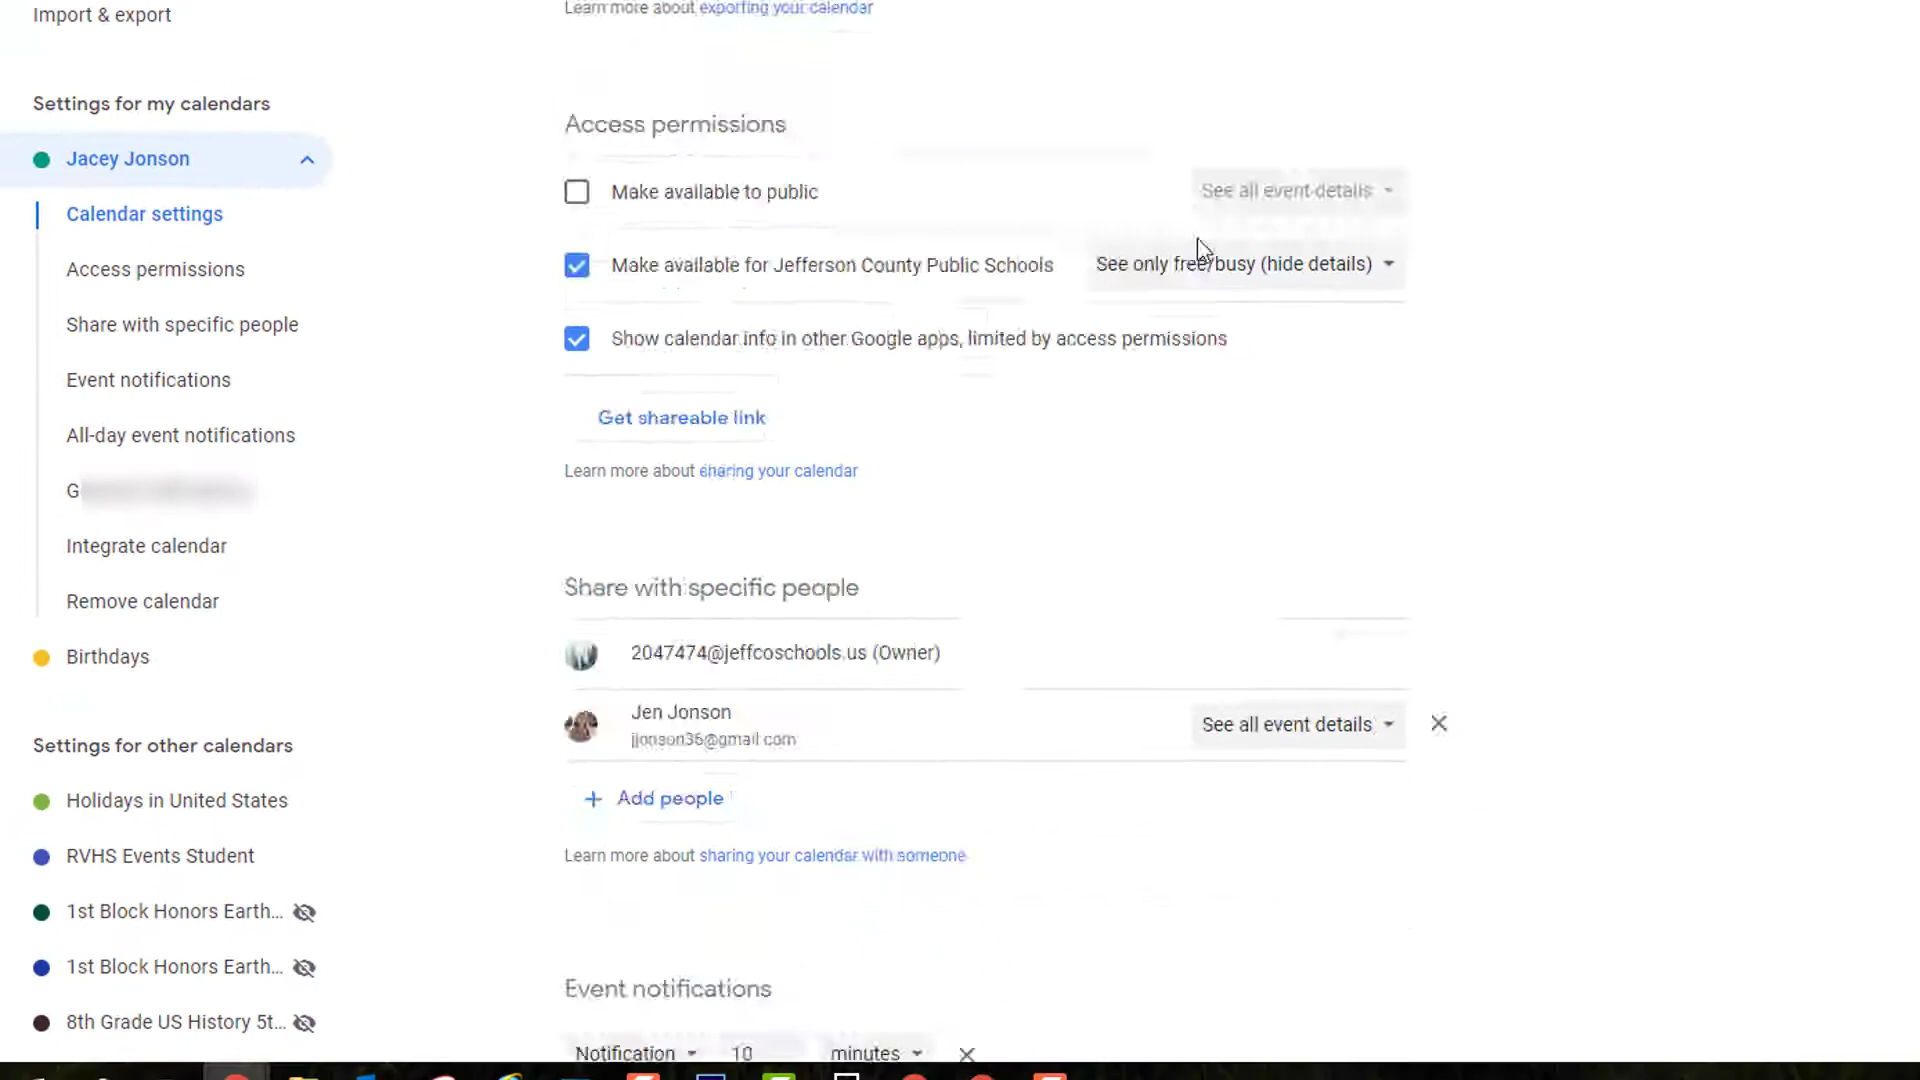 Import & export
Settings for my calendars
Jacey Jonson
Calendar settings
Access permissions
Share with specific people
Event notifications
All-day event notifications
G
Integrate calendar
Remove calendar
Birthdays
Settings for other calendars
Holidays in United States
RVHS Events Student
1st Block Honors Earth...
1st Block Honors Earth...
8th Grade US History 5t...
Learn more about exporting your calendar
Access permissions
Make available to public
See all event details
Make available for Jefferson County Public Schools
See only free/busy (hide details)
Show calendar info in other Google apps, limited by access permissions
Get shareable link
Learn more about sharing your calendar
Share with specific people
2047474@jeffcoschools.us (Owner)
Jen Jonson
jjonson36@gmail.com
See all event details
+ Add people
Learn more about sharing your calendar with someone
Event notifications
Notification 10 minutes